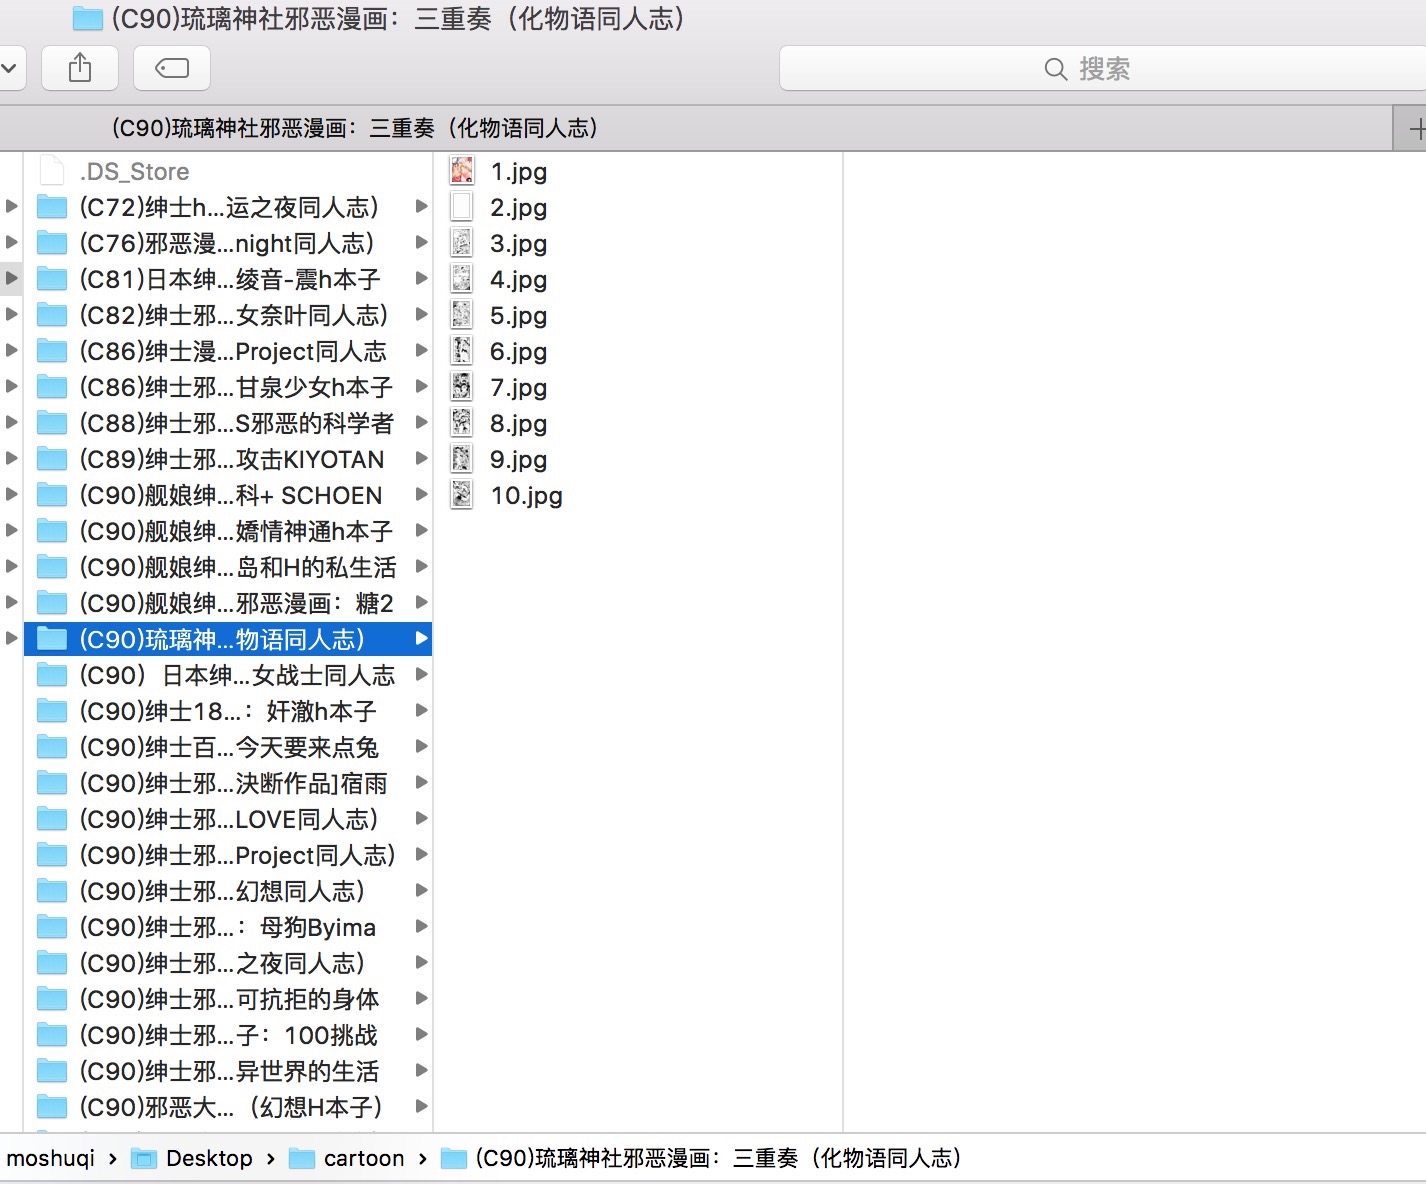 (C90)琉璃神社邪恶漫画：三重奏（化物语同人志）
搜索
(C90)琉璃神社邪恶漫画：三重奏（化物语同人志）
.DS_Store
(C72)绅士h...运之夜同人志）
(C76)邪恶漫...night同人志）
(C81)日本绅...绫音-震h本子
(C82)绅士邪...女奈叶同人志）
(C86)绅士漫...Project同人志
(C86)绅士邪...甘泉少女h本子
(C88)绅士邪...S邪恶的科学者
(C89)绅士邪...攻击KIYOTAN
(C90)舰娘绅...科+ SCHOEN
(C90)舰娘绅...嬌情神通h本子
(C90)舰娘绅...岛和H的私生活
(C90)舰娘绅...邪恶漫画：糖2
(C90)琉璃神...物语同人志）
(C90）日本绅...女战士同人志
(C90)绅士18...：奸澈h本子
(C90)绅士百...今天要来点兔
(C90)绅士邪...決断作品]宿雨
(C90)绅士邪...LOVE同人志）
(C90)绅士邪...Project同人志）
(C90)绅士邪...幻想同人志）
(C90)绅士邪...：母狗Byima
(C90)绅士邪...之夜同人志）
(C90)绅士邪...可抗拒的身体
(C90)绅士邪...子：100挑战
(C90)绅士邪...异世界的生活
(C90)邪恶大...（幻想H本子）
1.jpg
2.jpg
3.jpg
4.jpg
5.jpg
6.jpg
7.jpg
8.jpg
9.jpg
10.jpg
moshuqi › Desktop › cartoon › (C90)琉璃神社邪恶漫画：三重奏（化物语同人志）